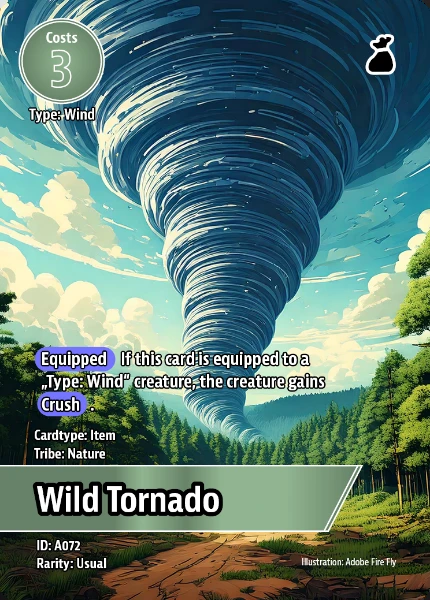 Costs
3
Type: Wind
Equipped If this card is equipped to a
„Type: Wind” creature, the creature gains
Crush .
Cardtype: Item
Tribe: Nature
Wild Tornado
ID: A072
Rarity: Usual
Illustration: Adobe Fire Fly